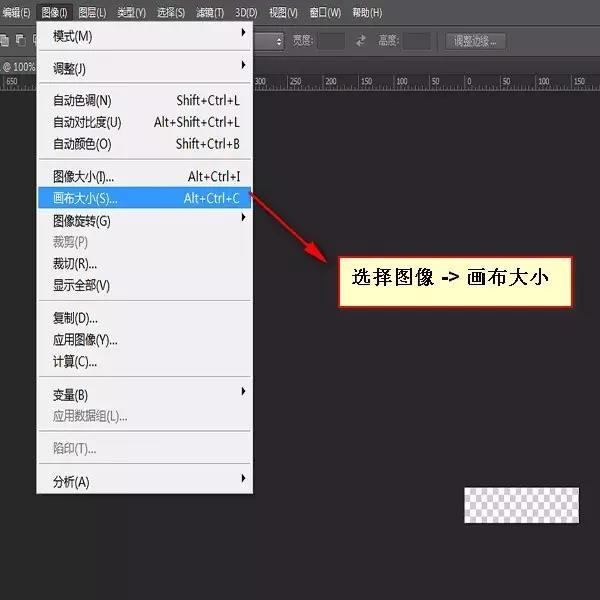 编辑(E) 图像(I) 图层(L) 类型(Y) 选择(S) 滤镜(T) 3D(D) 视图(V) 窗口(W) 帮助(H)
宽度: 高度: 调整边缘...
@ 100%
650 300 250 200 150 100 50 0 50 100 150
模式(M)
调整(J)
自动色调(N) Shift+Ctrl+L
自动对比度(U) Alt+Shift+Ctrl+L
自动颜色(O) Shift+Ctrl+B
图像大小(I)... Alt+Ctrl+I
画布大小(S)... Alt+Ctrl+C
图像旋转(G)
裁剪(P)
裁切(R)...
显示全部(V)
复制(D)...
应用图像(Y)...
计算(C)...
变量(B)
应用数据组(L)...
陷印(T)...
分析(A)
选择图像 -> 画布大小